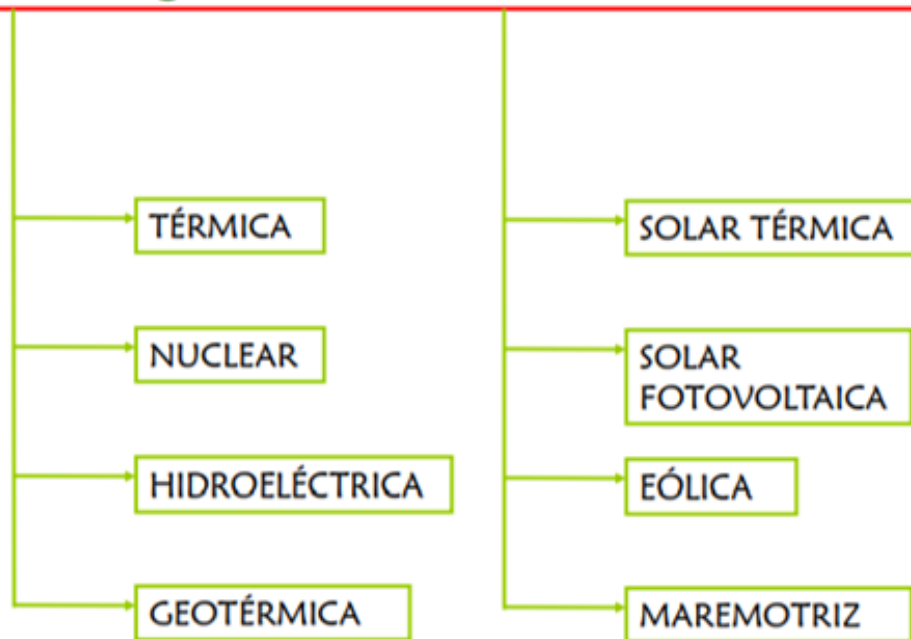 TÉRMICA
NUCLEAR
HIDROELÉCTRICA
GEOTÉRMICA
SOLAR TÉRMICA
SOLAR
FOTOVOLTAICA
EÓLICA
MAREMOTRIZ